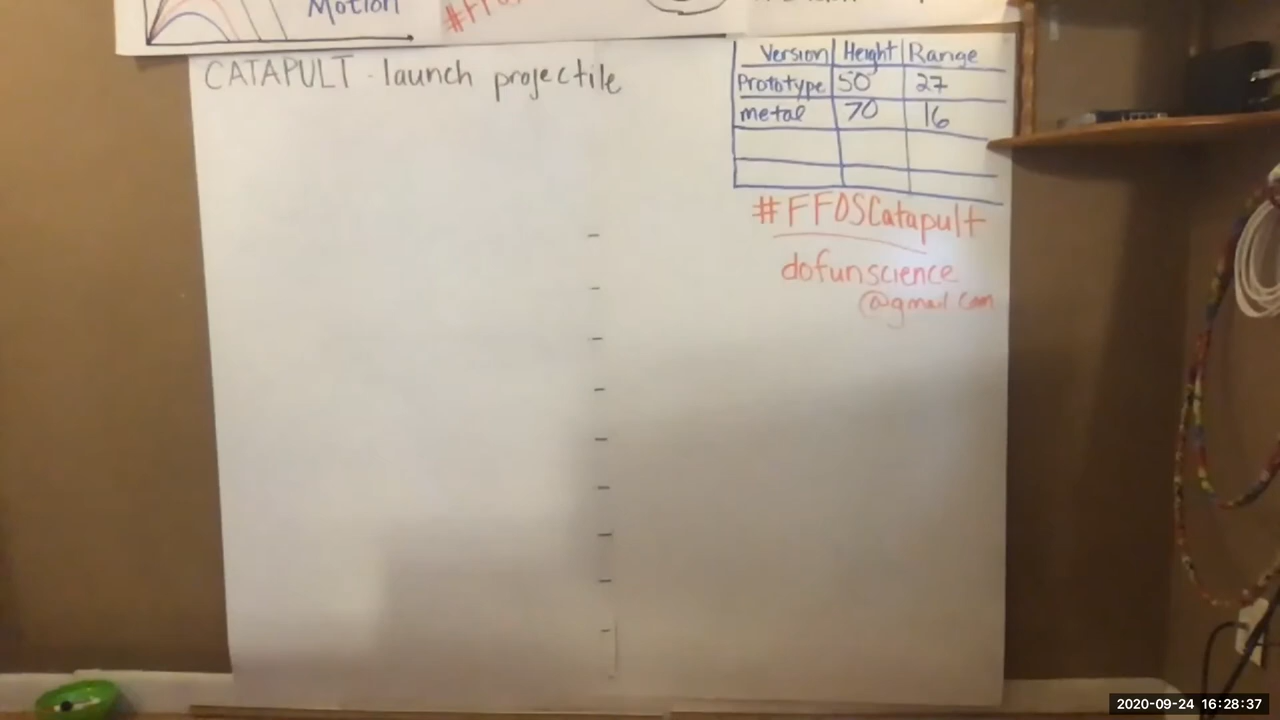 Motion
CATAPULT - launch projectile
Version Height Range
Prototype 50 27
metal 70 16
#FFOSCatapult
dofunscience
@gmail.com
2020-09-24 16:28:37